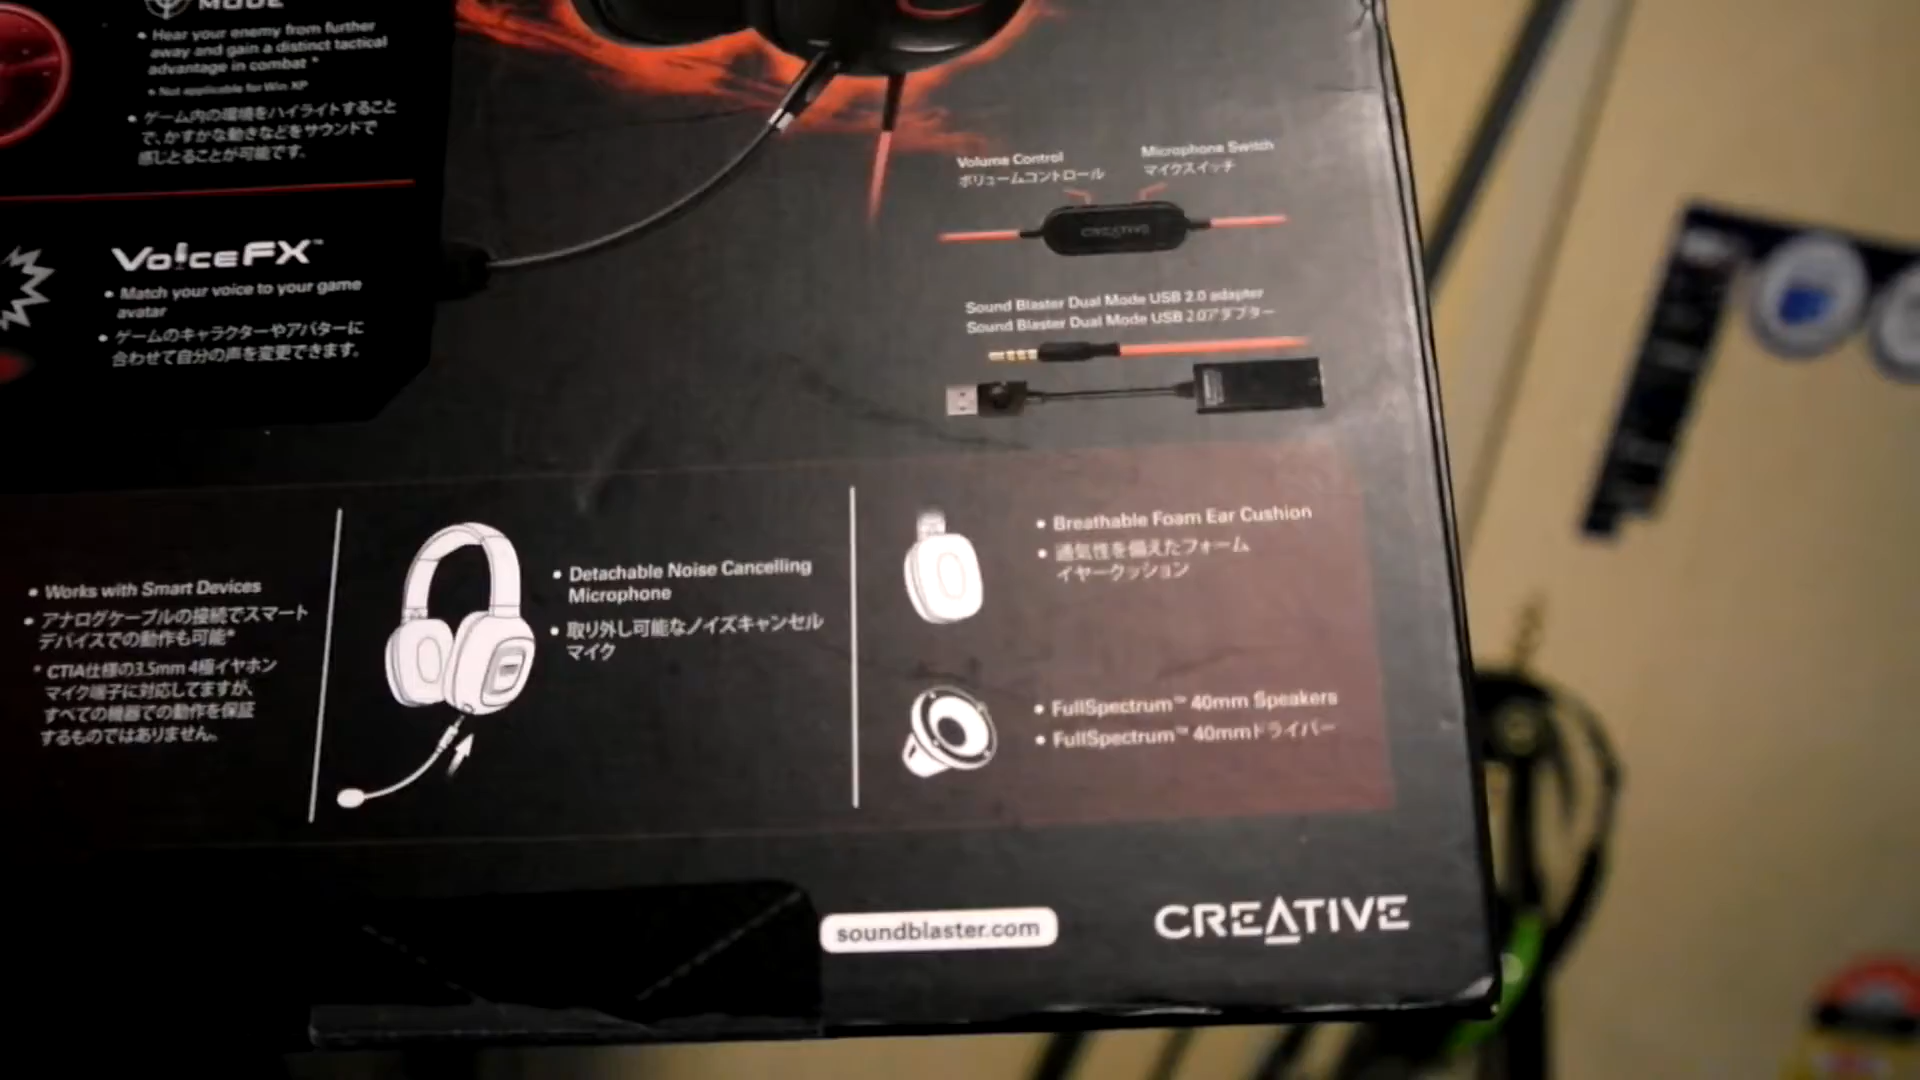 MODE
• Hear your enemy from further
away and gain a distinct tactical
advantage in combat *
* Not applicable for Win XP
• ゲーム内の環境をハイライトすること
で、かすかな動きなどをサウンドで
感じとることが可能です。
VoiceFX™
• Match your voice to your game
avatar
• ゲームのキャラクターやアバターに
合わせて自分の声を変更できます。
Volume Control
ボリュームコントロール
Microphone Switch
マイクスイッチ
CREATIVE
Sound Blaster Dual Mode USB 2.0 adapter
Sound Blaster Dual Mode USB 2.0アダプター
• Works with Smart Devices
• アナログケーブルの接続でスマート
デバイスでの動作も可能*
* CTIA仕様の3.5mm 4極イヤホン
マイク端子に対応してますが、
すべての機器での動作を保証
するものではありません。
• Detachable Noise Cancelling
Microphone
• 取り外し可能なノイズキャンセル
マイク
• Breathable Foam Ear Cushion
• 通気性を備えたフォーム
イヤークッション
• FullSpectrum™ 40mm Speakers
• FullSpectrum™ 40mmドライバー
soundblaster.com
CREATIVE